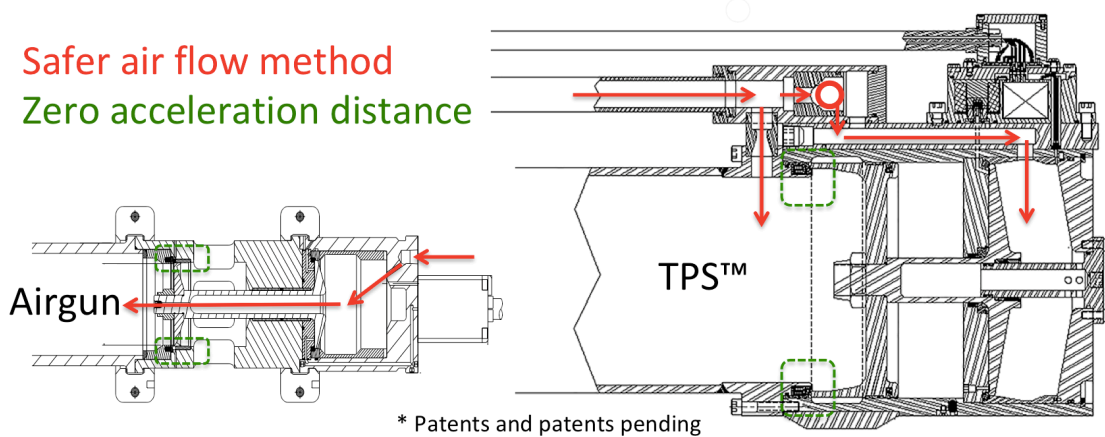 Safer air flow method
Zero acceleration distance
Airgun
TPS™
* Patents and patents pending